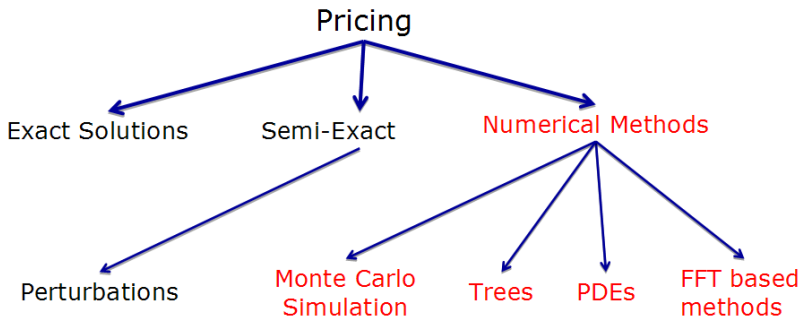 Pricing
Exact Solutions
Semi-Exact
Numerical Methods
Perturbations
Monte Carlo
Simulation
Trees
PDEs
FFT based
methods